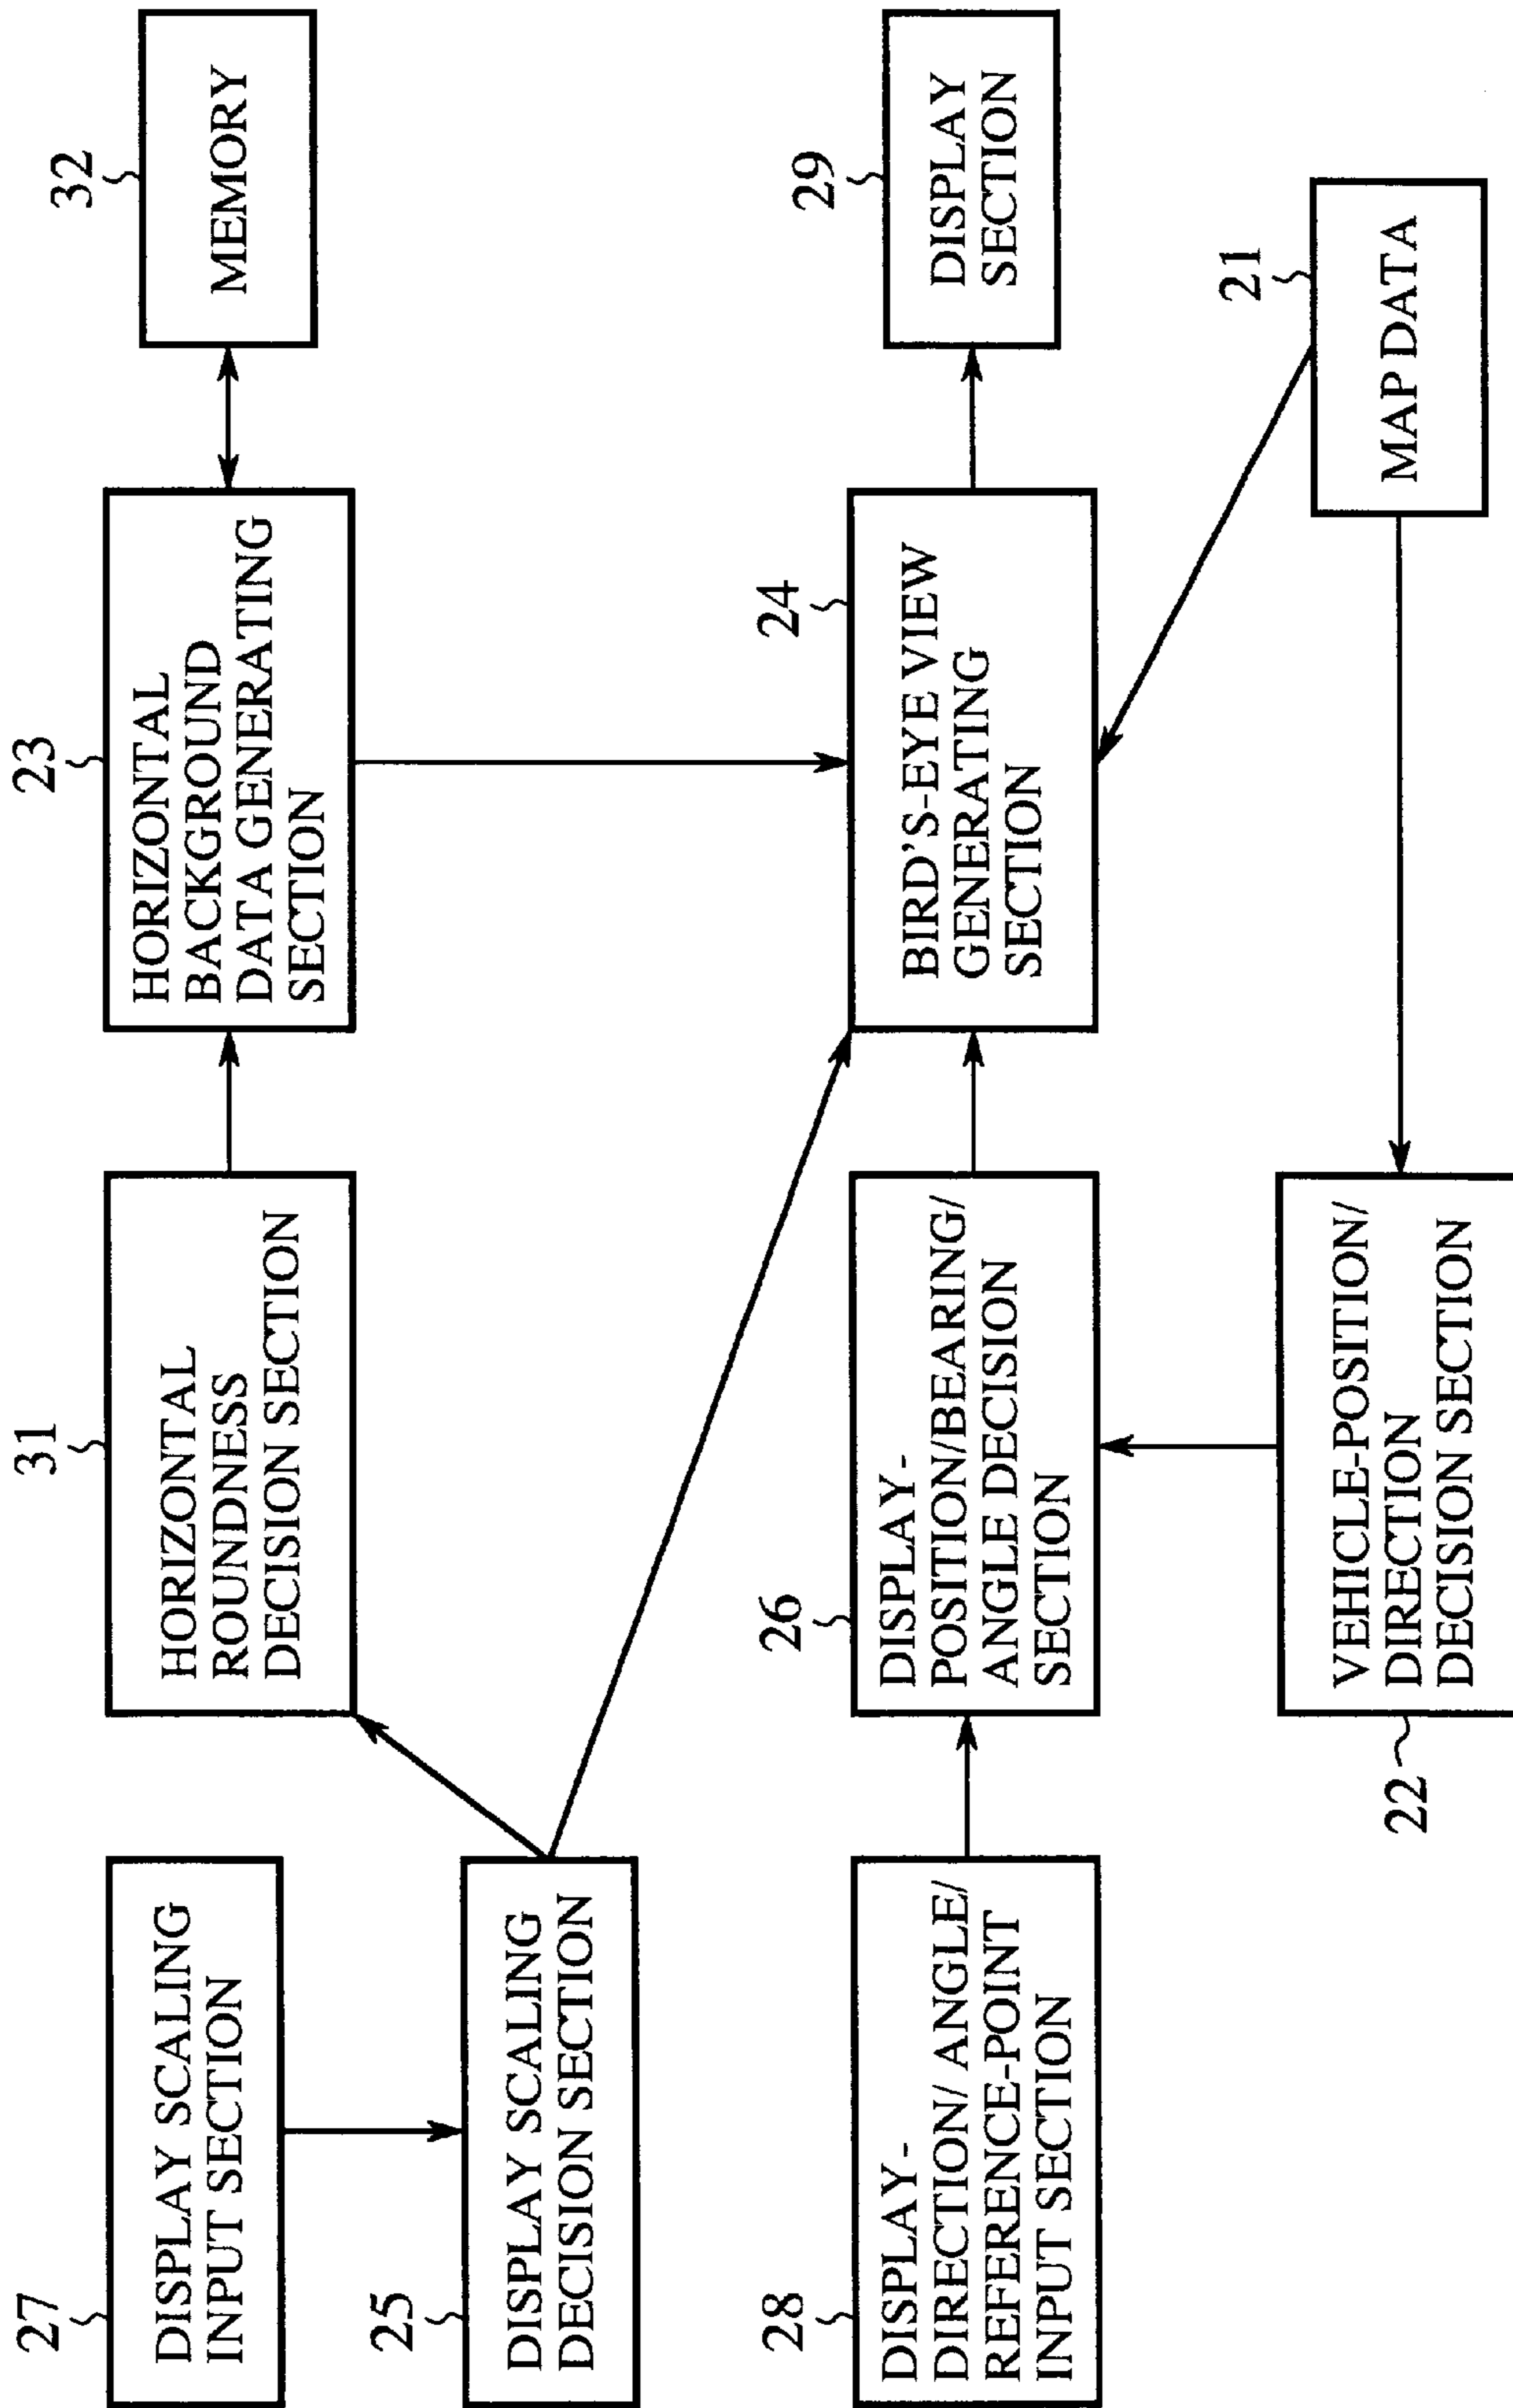 27
DISPLAY SCALING
INPUT SECTION
31
HORIZONTAL
ROUNDNESS
DECISION SECTION
23
HORIZONTAL
BACKGROUND
DATA GENERATING
SECTION
32
MEMORY
25
DISPLAY SCALING
DECISION SECTION
28
DISPLAY-
DIRECTION/ ANGLE/
REFERENCE-POINT
INPUT SECTION
26
DISPLAY-
POSITION/BEARING/
ANGLE DECISION
SECTION
24
BIRD'S-EYE VIEW
GENERATING
SECTION
29
DISPLAY
SECTION
22
VEHICLE-POSITION/
DIRECTION
DECISION SECTION
21
MAP DATA